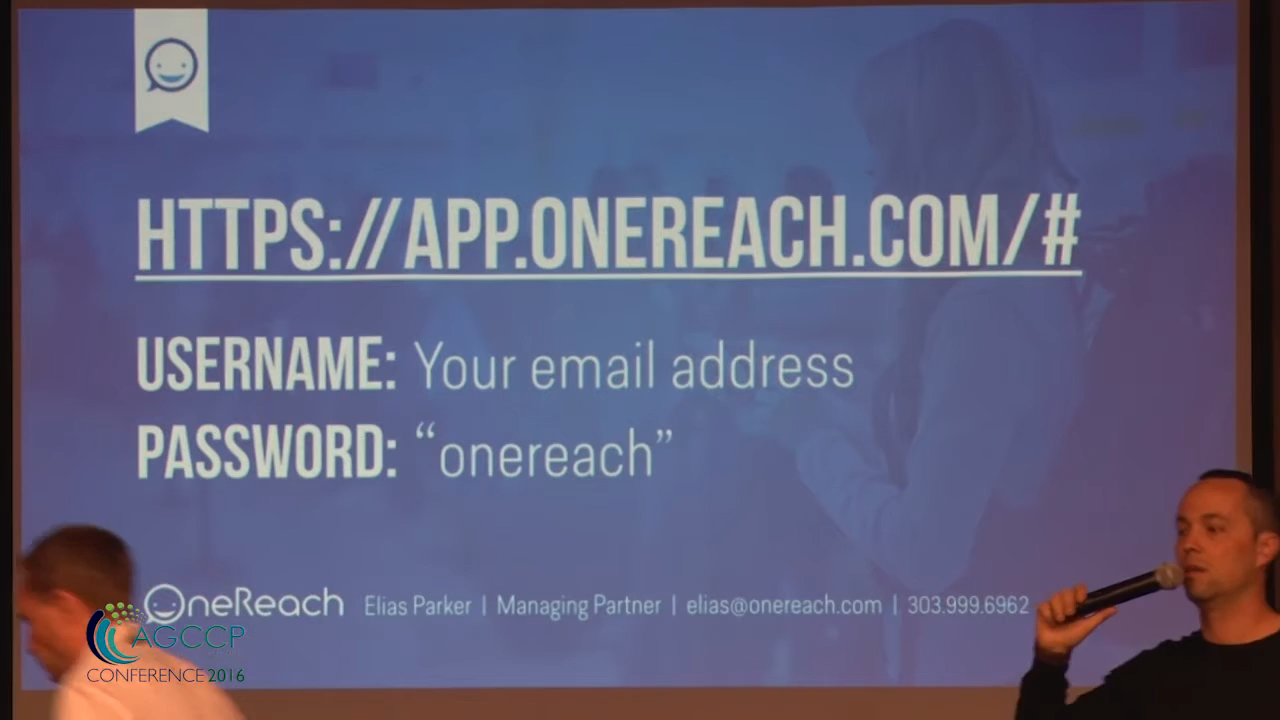 HTTPS://APP.ONEREACH.COM/#
USERNAME: Your email address
PASSWORD: “onereach”
OneReach Elias Parker | Managing Partner | elias@onereach.com | 303.999.6962
AGCCP
CONFERENCE 2016